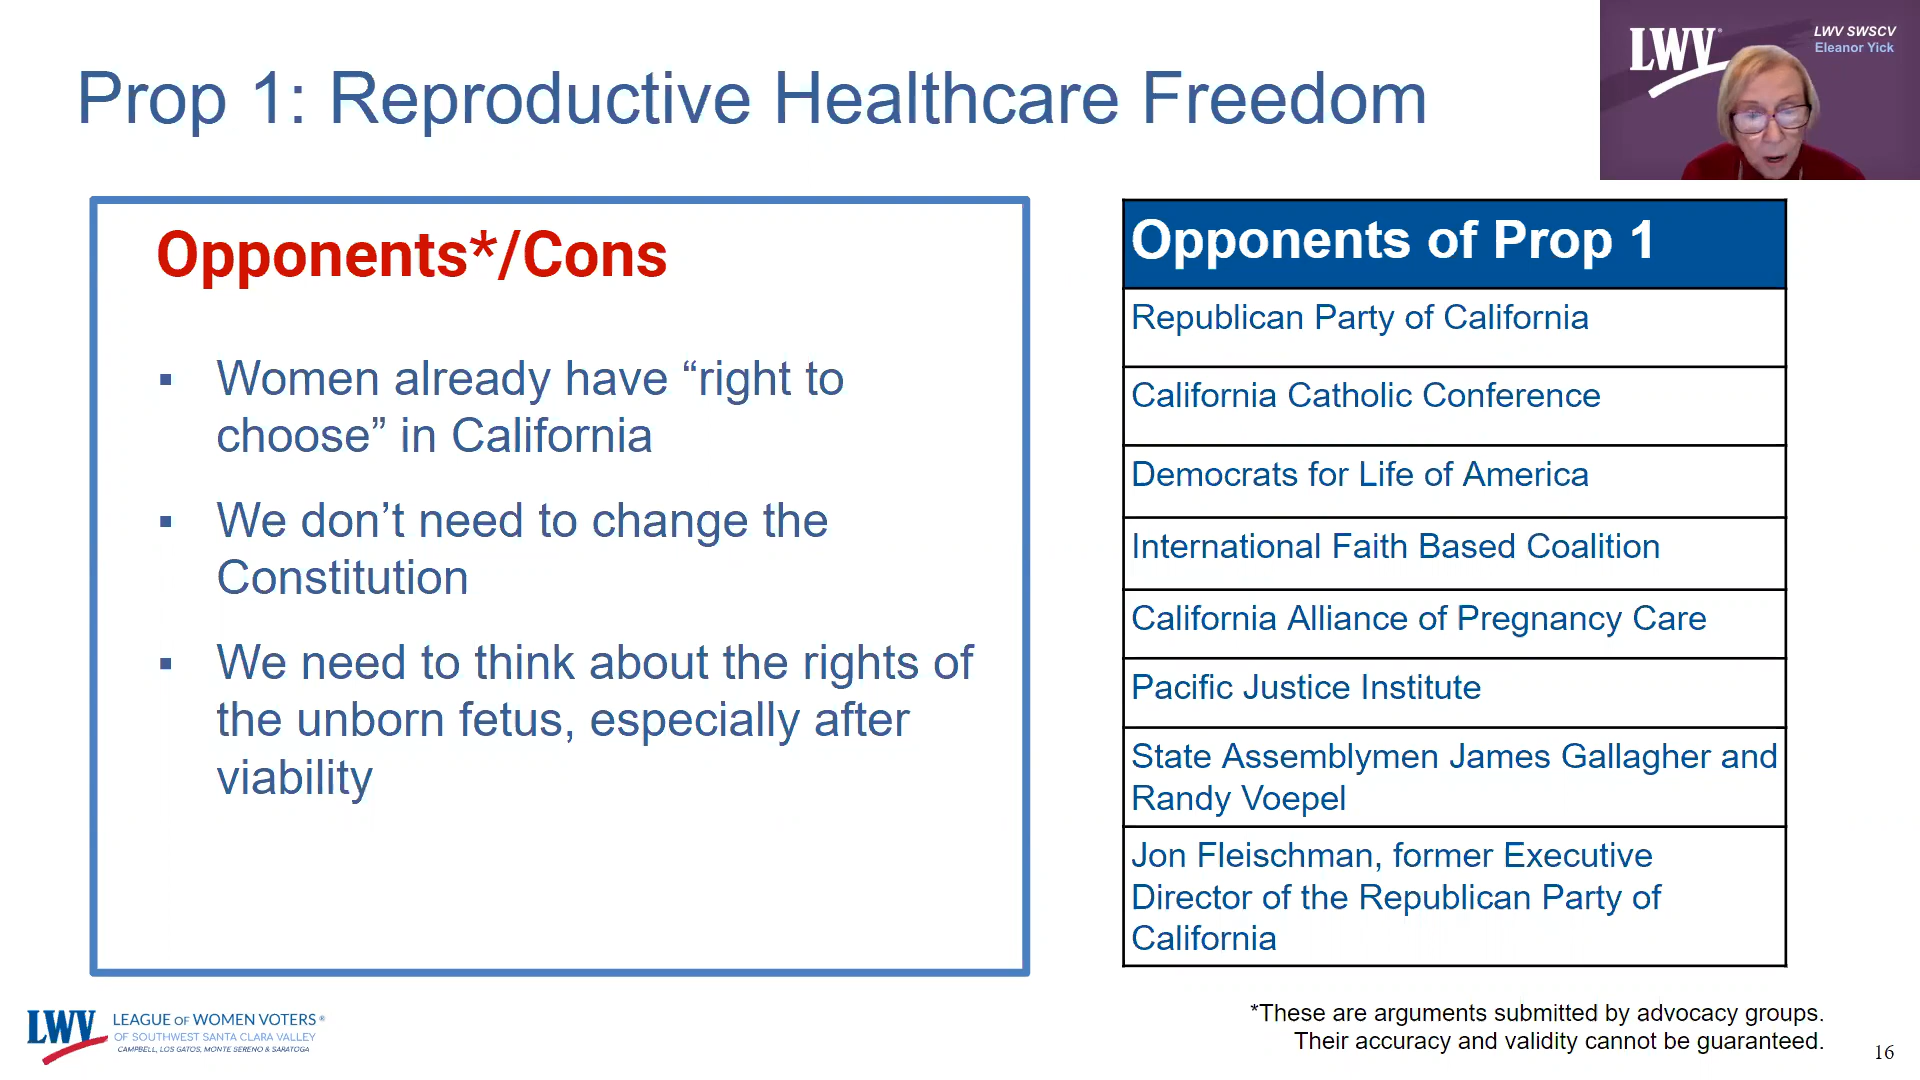 Prop 1: Reproductive Healthcare Freedom
LWV®
LWV SWSCV
Eleanor Yick
Opponents*/Cons
▪ Women already have “right to
choose” in California
▪ We don’t need to change the
Constitution
▪ We need to think about the rights of
the unborn fetus, especially after
viability
Opponents of Prop 1
Republican Party of California
California Catholic Conference
Democrats for Life of America
International Faith Based Coalition
California Alliance of Pregnancy Care
Pacific Justice Institute
State Assemblymen James Gallagher and
Randy Voepel
Jon Fleischman, former Executive
Director of the Republican Party of
California
LWV
LEAGUE OF WOMEN VOTERS®
OF SOUTHWEST SANTA CLARA VALLEY
CAMPBELL, LOS GATOS, MONTE SERENO & SARATOGA
*These are arguments submitted by advocacy groups.
Their accuracy and validity cannot be guaranteed.
16